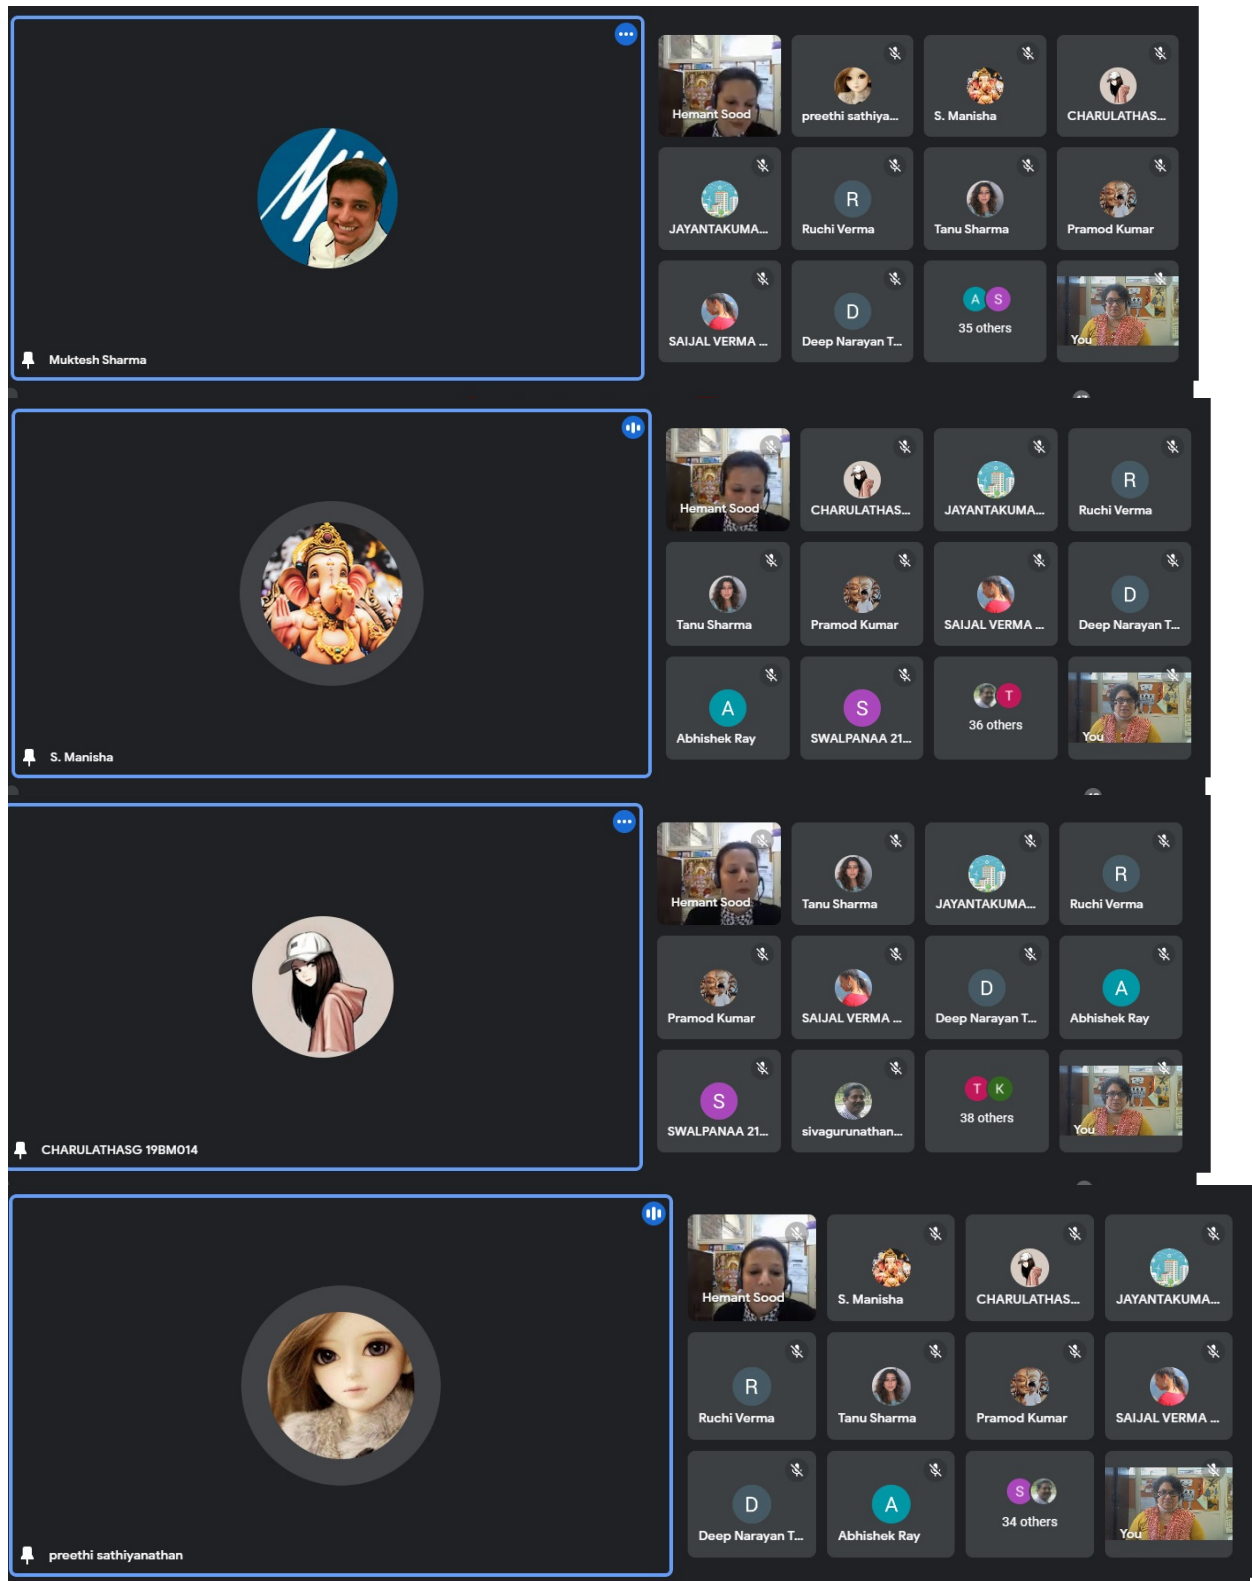 Hemant Sood
preethi sathiya...
S. Manisha
CHARULATHAS...
JAYANTAKUMA...
R
Ruchi Verma
Tanu Sharma
Pramod Kumar
SAIJAL VERMA ...
D
Deep Narayan T...
A S
35 others
You
Muktesh Sharma
Hemant Sood
CHARULATHAS...
JAYANTAKUMA...
R
Ruchi Verma
Tanu Sharma
Pramod Kumar
SAIJAL VERMA ...
D
Deep Narayan T...
A
Abhishek Ray
S
SWALPANAA 21...
T
36 others
You
S. Manisha
Hemant Sood
Tanu Sharma
JAYANTAKUMA...
R
Ruchi Verma
Pramod Kumar
SAIJAL VERMA ...
D
Deep Narayan T...
A
Abhishek Ray
S
SWALPANAA 21...
sivagurunathan...
T K
38 others
You
CHARULATHASG 19BM014
Hemant Sood
S. Manisha
CHARULATHAS...
JAYANTAKUMA...
R
Ruchi Verma
Tanu Sharma
Pramod Kumar
SAIJAL VERMA ...
D
Deep Narayan T...
A
Abhishek Ray
S
34 others
You
preethi sathiyanathan